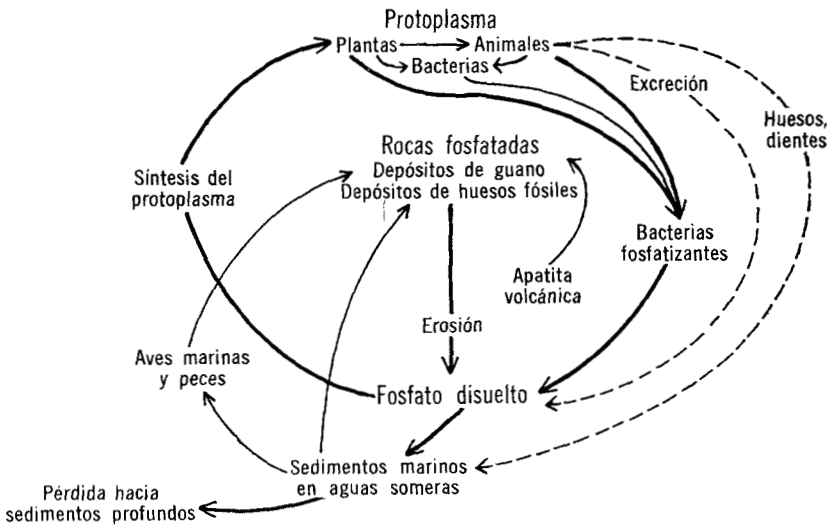 Protoplasma
Plantas
Animales
Bacterias
Excreción
Huesos,
dientes
Rocas fosfatadas
Depósitos de guano
Depósitos de huesos fósiles
Síntesis del
protoplasma
Bacterias
fosfatizantes
Apatita
volcánica
Erosión
Aves marinas
y peces
Fosfato disuelto
Sedimentos marinos
en aguas someras
Pérdida hacia
sedimentos profundos